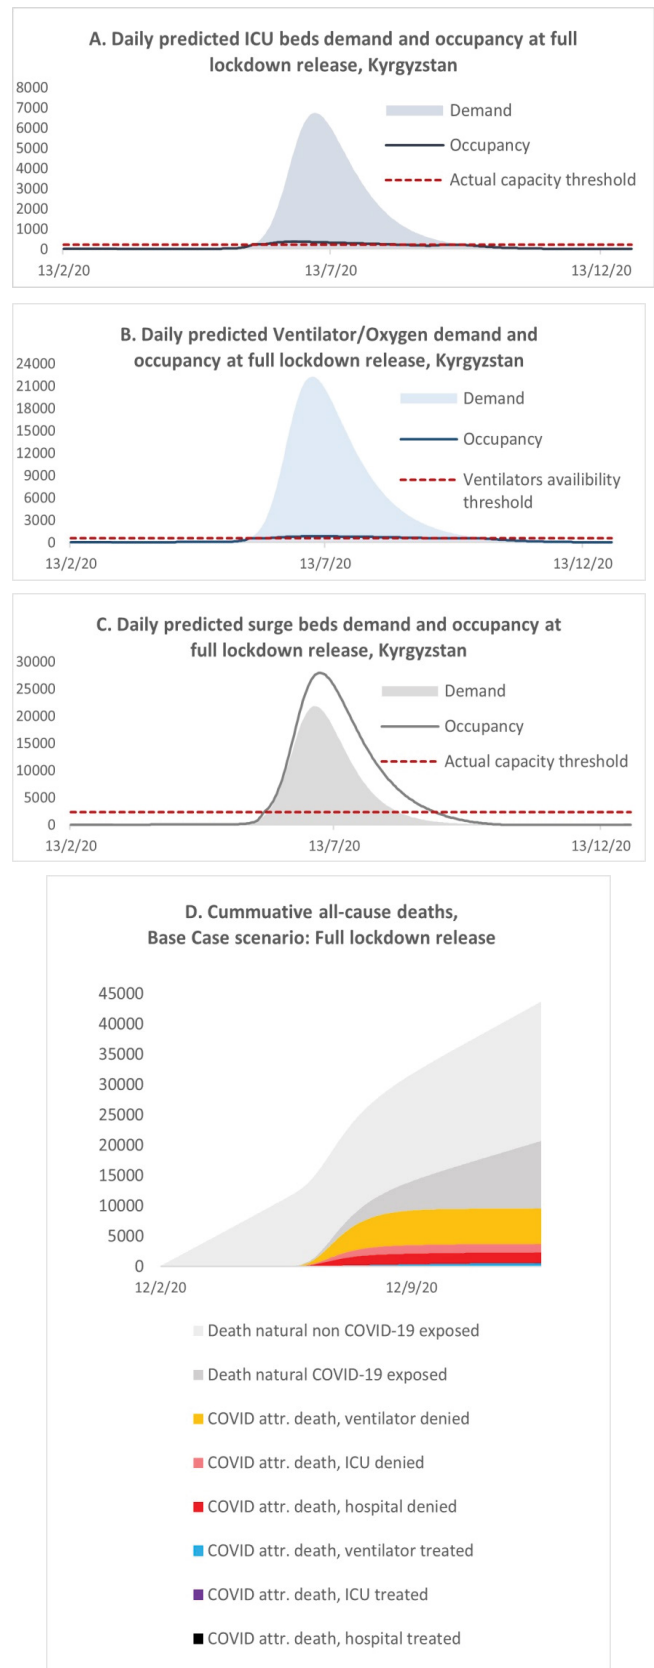 A. Daily predicted ICU beds demand and occupancy at full
lockdown release, Kyrgyzstan
8000
7000
6000
5000
4000
3000
2000
1000
0
Demand
Occupancy
Actual capacity threshold
13/2/20
13/7/20
13/12/20
B. Daily predicted Ventilator/Oxygen demand and
occupancy at full lockdown release, Kyrgyzstan
24000
21000
18000
15000
12000
9000
6000
3000
0
Demand
Occupancy
Ventilators availibility
threshold
13/2/20
13/7/20
13/12/20
C. Daily predicted surge beds demand and occupancy at
full lockdown release, Kyrgyzstan
30000
25000
20000
15000
10000
5000
0
Demand
Occupancy
Actual capacity threshold
13/2/20
13/7/20
13/12/20
D. Cummuative all-cause deaths,
Base Case scenario: Full lockdown release
45000
40000
35000
30000
25000
20000
15000
10000
5000
0
12/2/20
12/9/20
Death natural non COVID-19 exposed
Death natural COVID-19 exposed
COVID attr. death, ventilator denied
COVID attr. death, ICU denied
COVID attr. death, hospital denied
COVID attr. death, ventilator treated
COVID attr. death, ICU treated
COVID attr. death, hospital treated